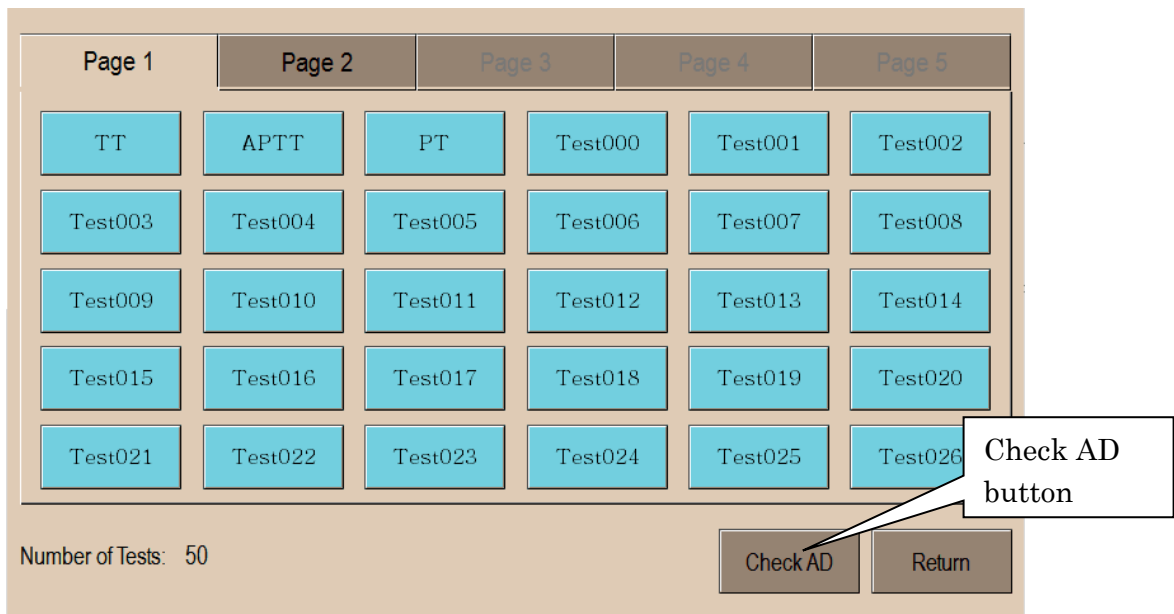 Page 1 Page 2 Page 3 Page 4 Page 5
TT APTT PT Test000 Test001 Test002
Test003 Test004 Test005 Test006 Test007 Test008
Test009 Test010 Test011 Test012 Test013 Test014
Test015 Test016 Test017 Test018 Test019 Test020
Test021 Test022 Test023 Test024 Test025 Test026
Check AD
button
Number of Tests: 50 Check AD Return